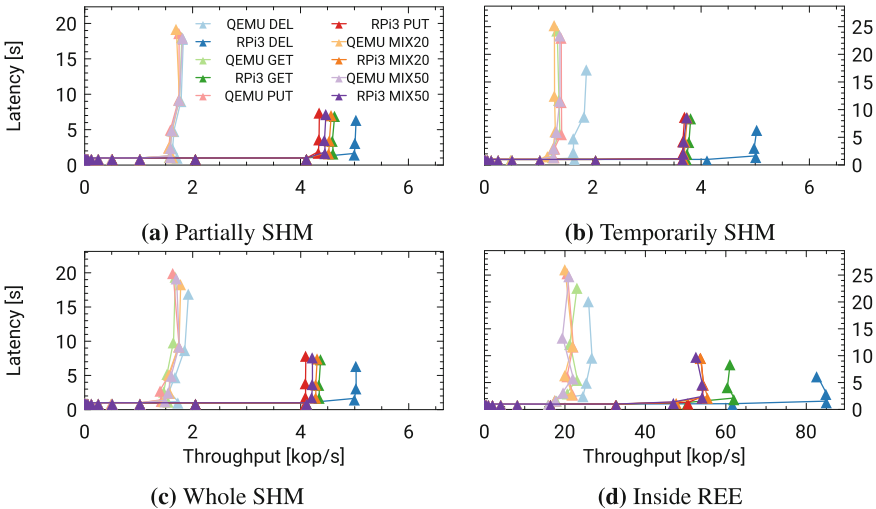 QEMU DEL
RPi3 DEL
QEMU GET
RPi3 GET
QEMU PUT
RPi3 PUT
QEMU MIX20
RPi3 MIX20
QEMU MIX50
RPi3 MIX50
Latency [s]
20
15
10
5
0
0 2 4 6
25
20
15
10
5
0
0 2 4 6
(a) Partially SHM
(b) Temporarily SHM
Latency [s]
20
15
10
5
0
0 2 4 6
Throughput [kop/s]
25
20
15
10
5
0
0 20 40 60 80
Throughput [kop/s]
(c) Whole SHM
(d) Inside REE